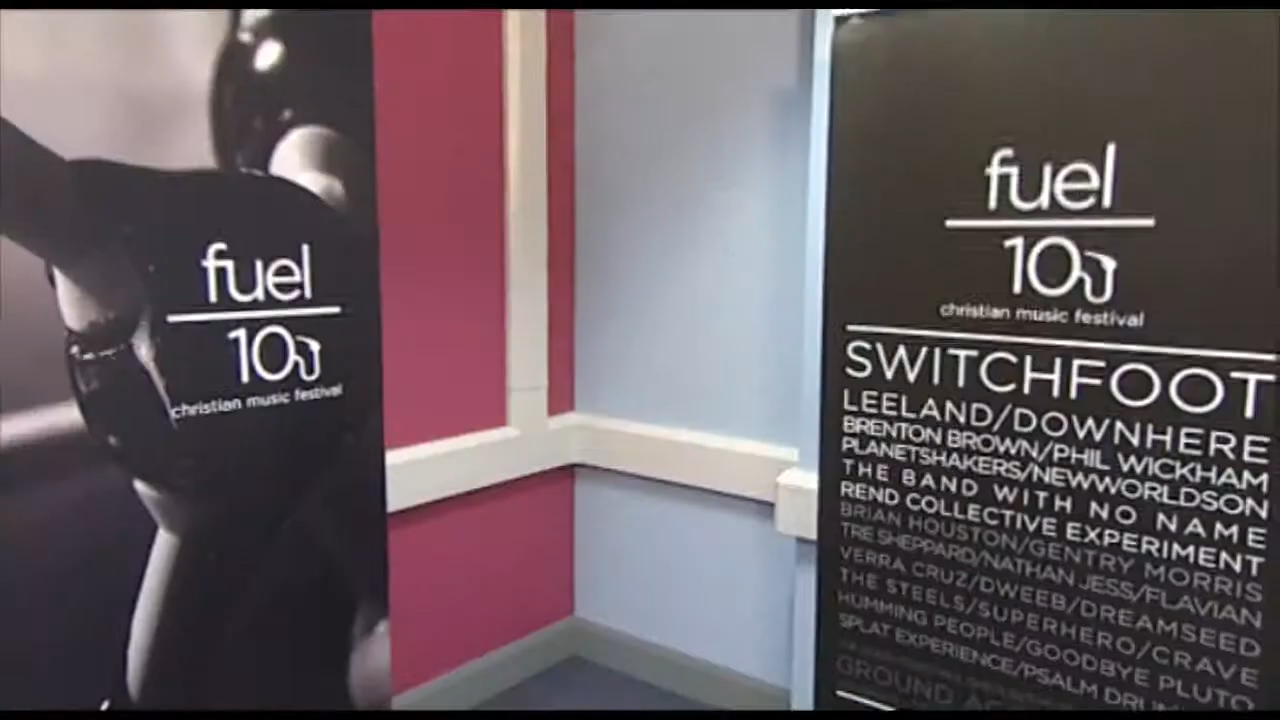 fuel
10
christian music festival
fuel
10
christian music festival
SWITCHFOOT
LEELAND/DOWNHERE
BRENTON BROWN/PHIL WICKHAM
PLANETSHAKERS/NEWWORLDSON
THE BAND WITH NO NAME
REND COLLECTIVE EXPERIMENT
BRIAN HOUSTON/GENTRY MORRIS
TRE SHEPPARD/NATHAN JESS/FLAVIAN
VERRA CRUZ/DWEEB/DREAMSEED
THE STEELS/SUPERHERO/CRAVE
HUMMING PEOPLE/GOODBYE PLUTO
SPLAT EXPERIENCE/PSALM DRUM
GROUND